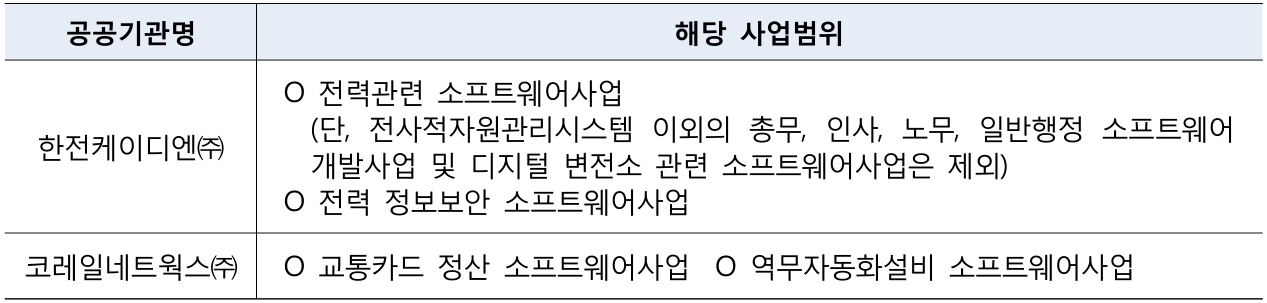 공공기관명 해당 사업범위
O 전력관련 소프트웨어사업
(단, 전사적자원관리시스템 이외의 총무, 인사, 노무, 일반행정 소프트웨어
한전케이디엔㈜
개발사업 및 디지털 변전소 관련 소프트웨어사업은 제외)
O 전력 정보보안 소프트웨어사업
코레일네트웍스㈜ O 교통카드 정산 소프트웨어사업 O 역무자동화설비 소프트웨어사업